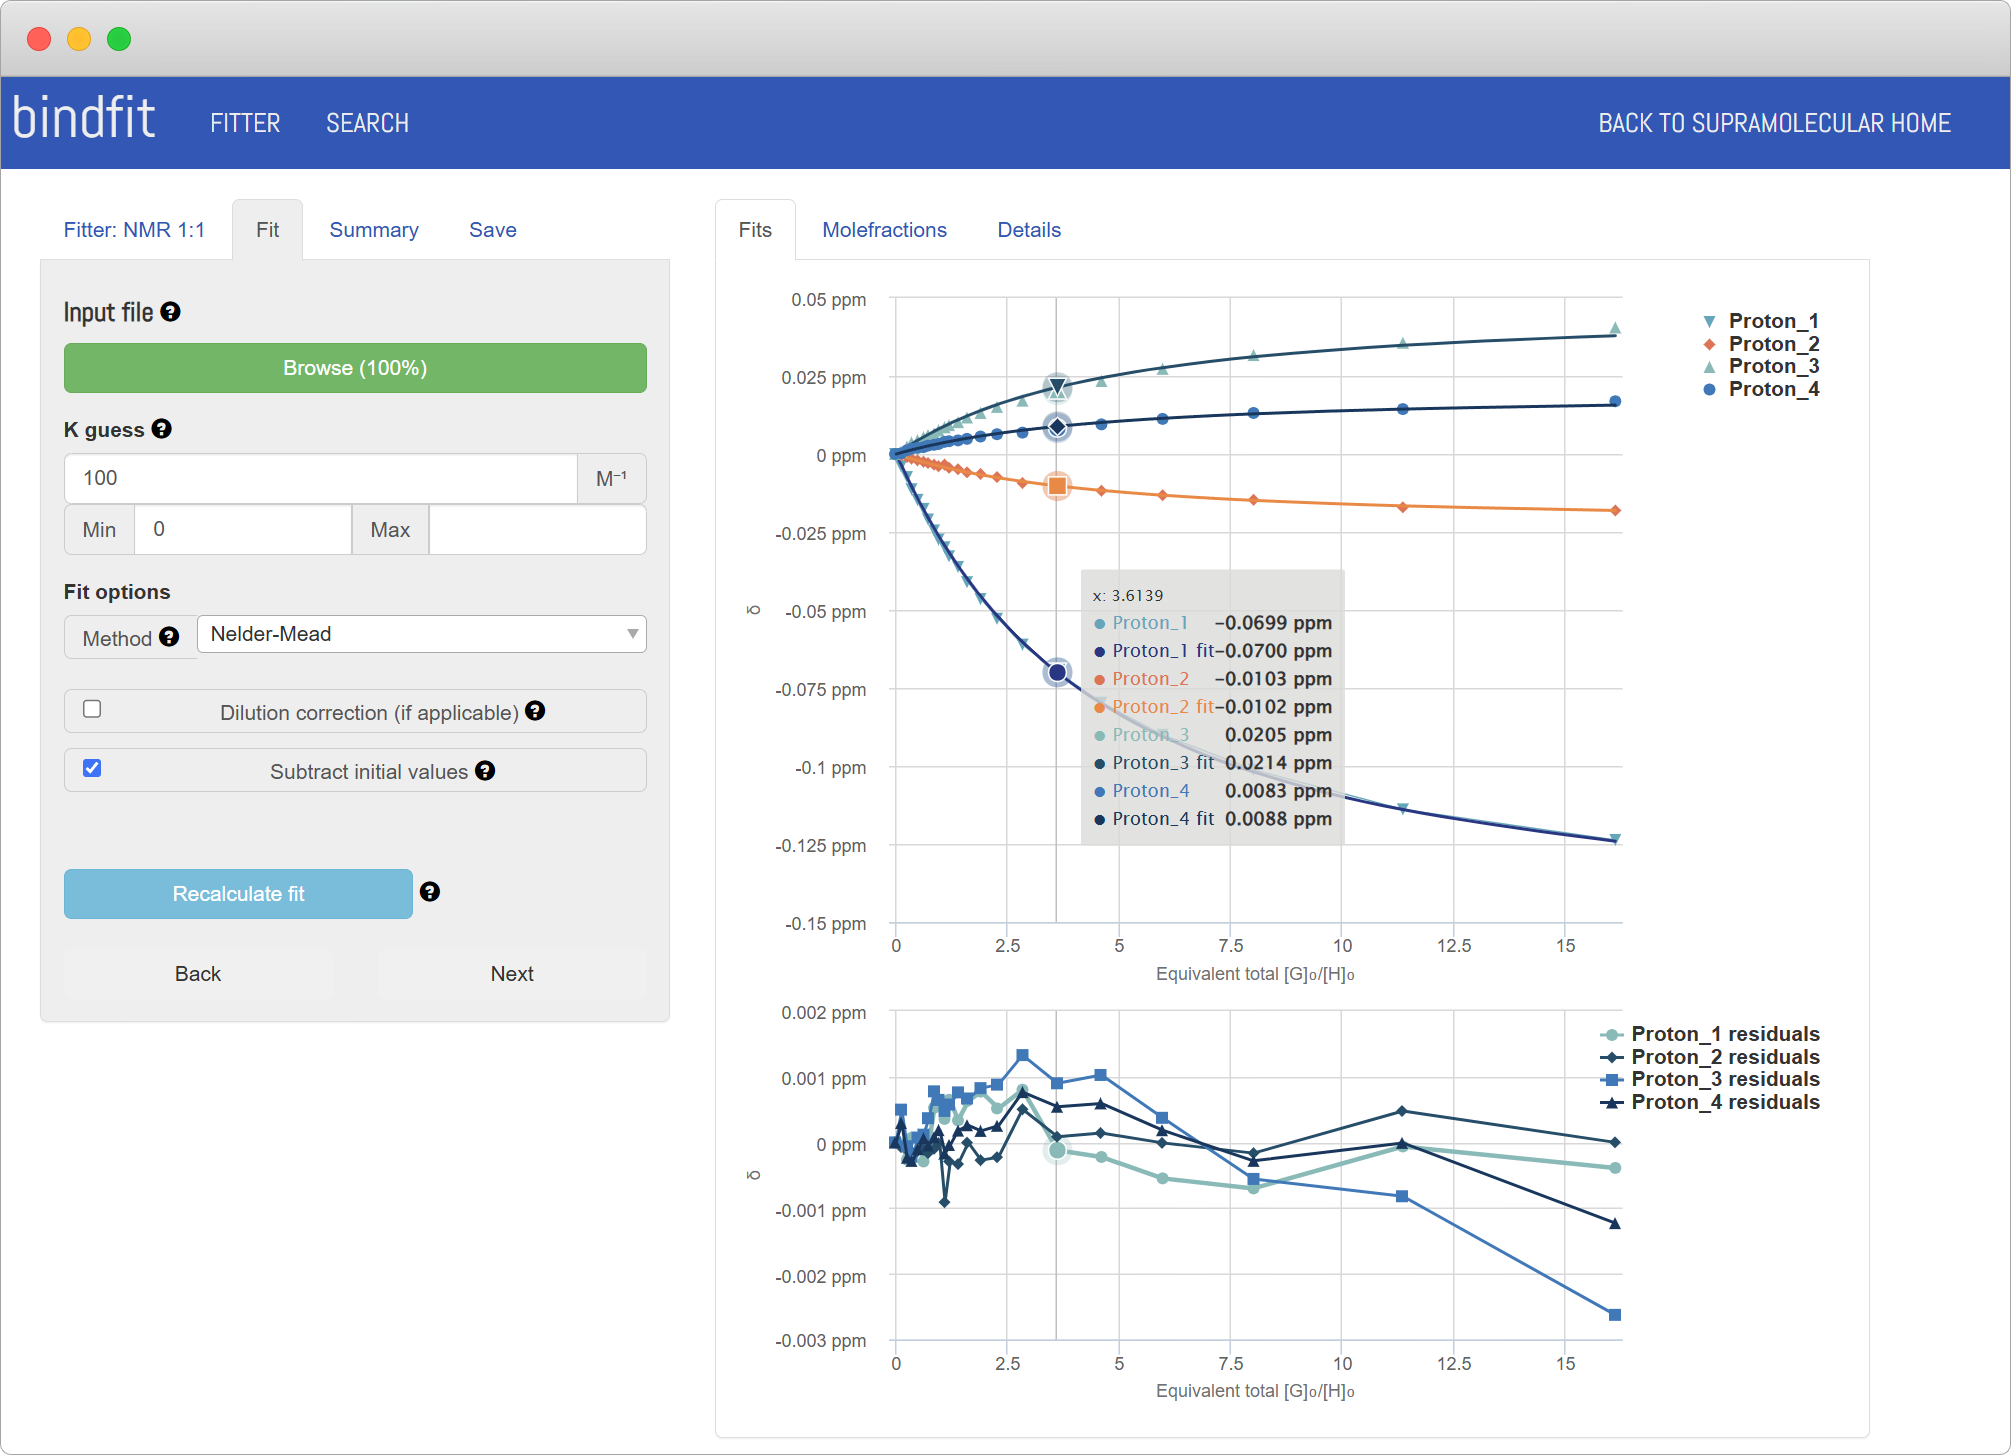 bindfit
FITTER
SEARCH
BACK TO SUPRAMOLECULAR HOME
Fitter: NMR 1:1
Fit
Summary
Save
Input file ?
Browse (100%)
K guess ?
100
M⁻¹
Min
0
Max
Fit options
Method ?
Nelder-Mead
Dilution correction (if applicable) ?
Subtract initial values ?
Recalculate fit
?
Back
Next
Fits
Molefractions
Details
0.05 ppm
0.025 ppm
0 ppm
-0.025 ppm
-0.05 ppm
-0.075 ppm
-0.1 ppm
-0.125 ppm
-0.15 ppm
δ
Proton_1
Proton_2
Proton_3
Proton_4
x: 3.6139
Proton_1 -0.0699 ppm
Proton_1 fit -0.0700 ppm
Proton_2 -0.0103 ppm
Proton_2 fit -0.0102 ppm
Proton_3 0.0205 ppm
Proton_3 fit 0.0214 ppm
Proton_4 0.0083 ppm
Proton_4 fit 0.0088 ppm
0 2.5 5 7.5 10 12.5 15
Equivalent total [G]₀/[H]₀
0.002 ppm
0.001 ppm
0 ppm
-0.001 ppm
-0.002 ppm
-0.003 ppm
δ
Proton_1 residuals
Proton_2 residuals
Proton_3 residuals
Proton_4 residuals
0 2.5 5 7.5 10 12.5 15
Equivalent total [G]₀/[H]₀